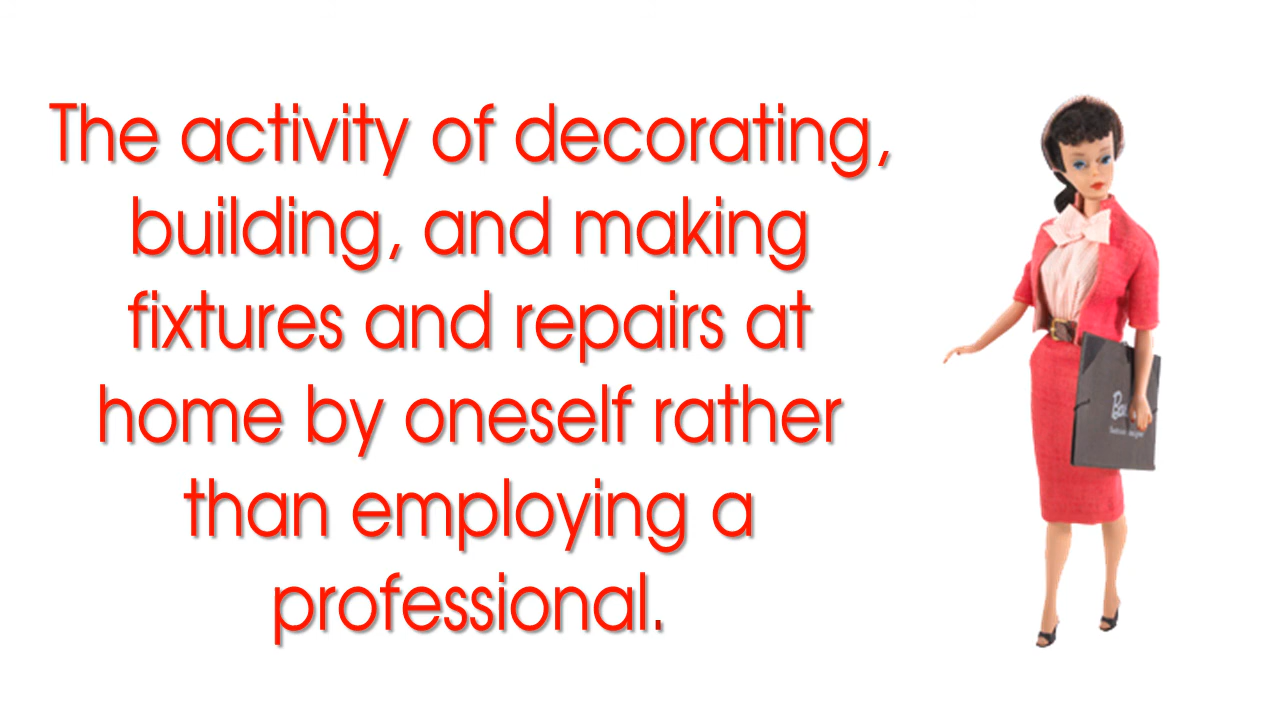 The activity of decorating,
building, and making
fixtures and repairs at
home by oneself rather
than employing a
professional.